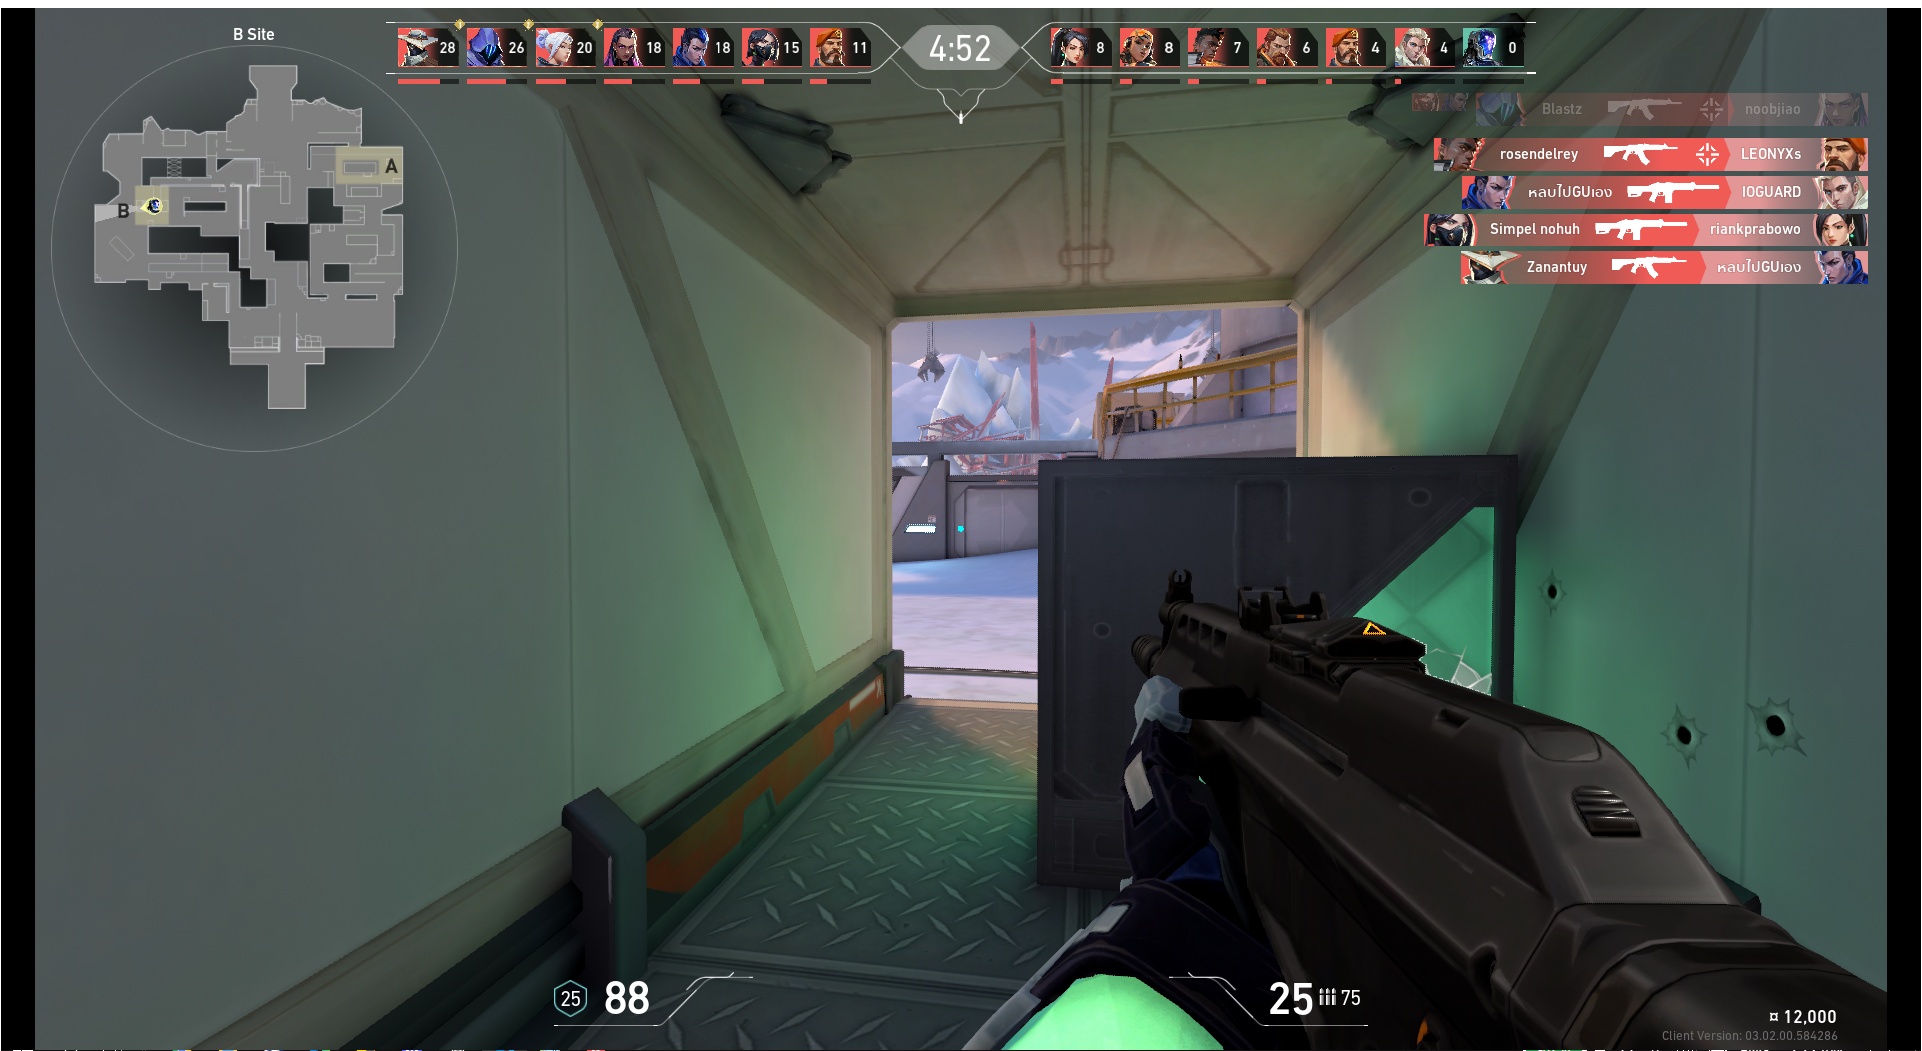 B Site
28 26 20 18 18 15 11
4:52
8 8 7 6 4 4 0
A
B
Blastz noobjiao
rosendelrey LEONYXs
หลบไปGUเอง IOGUARD
Simpel nohuh riankprabowo
Zanantuy หลบไปGUเอง
25 88
25 75
¤ 12,000
Client Version: 03.02.00.584286